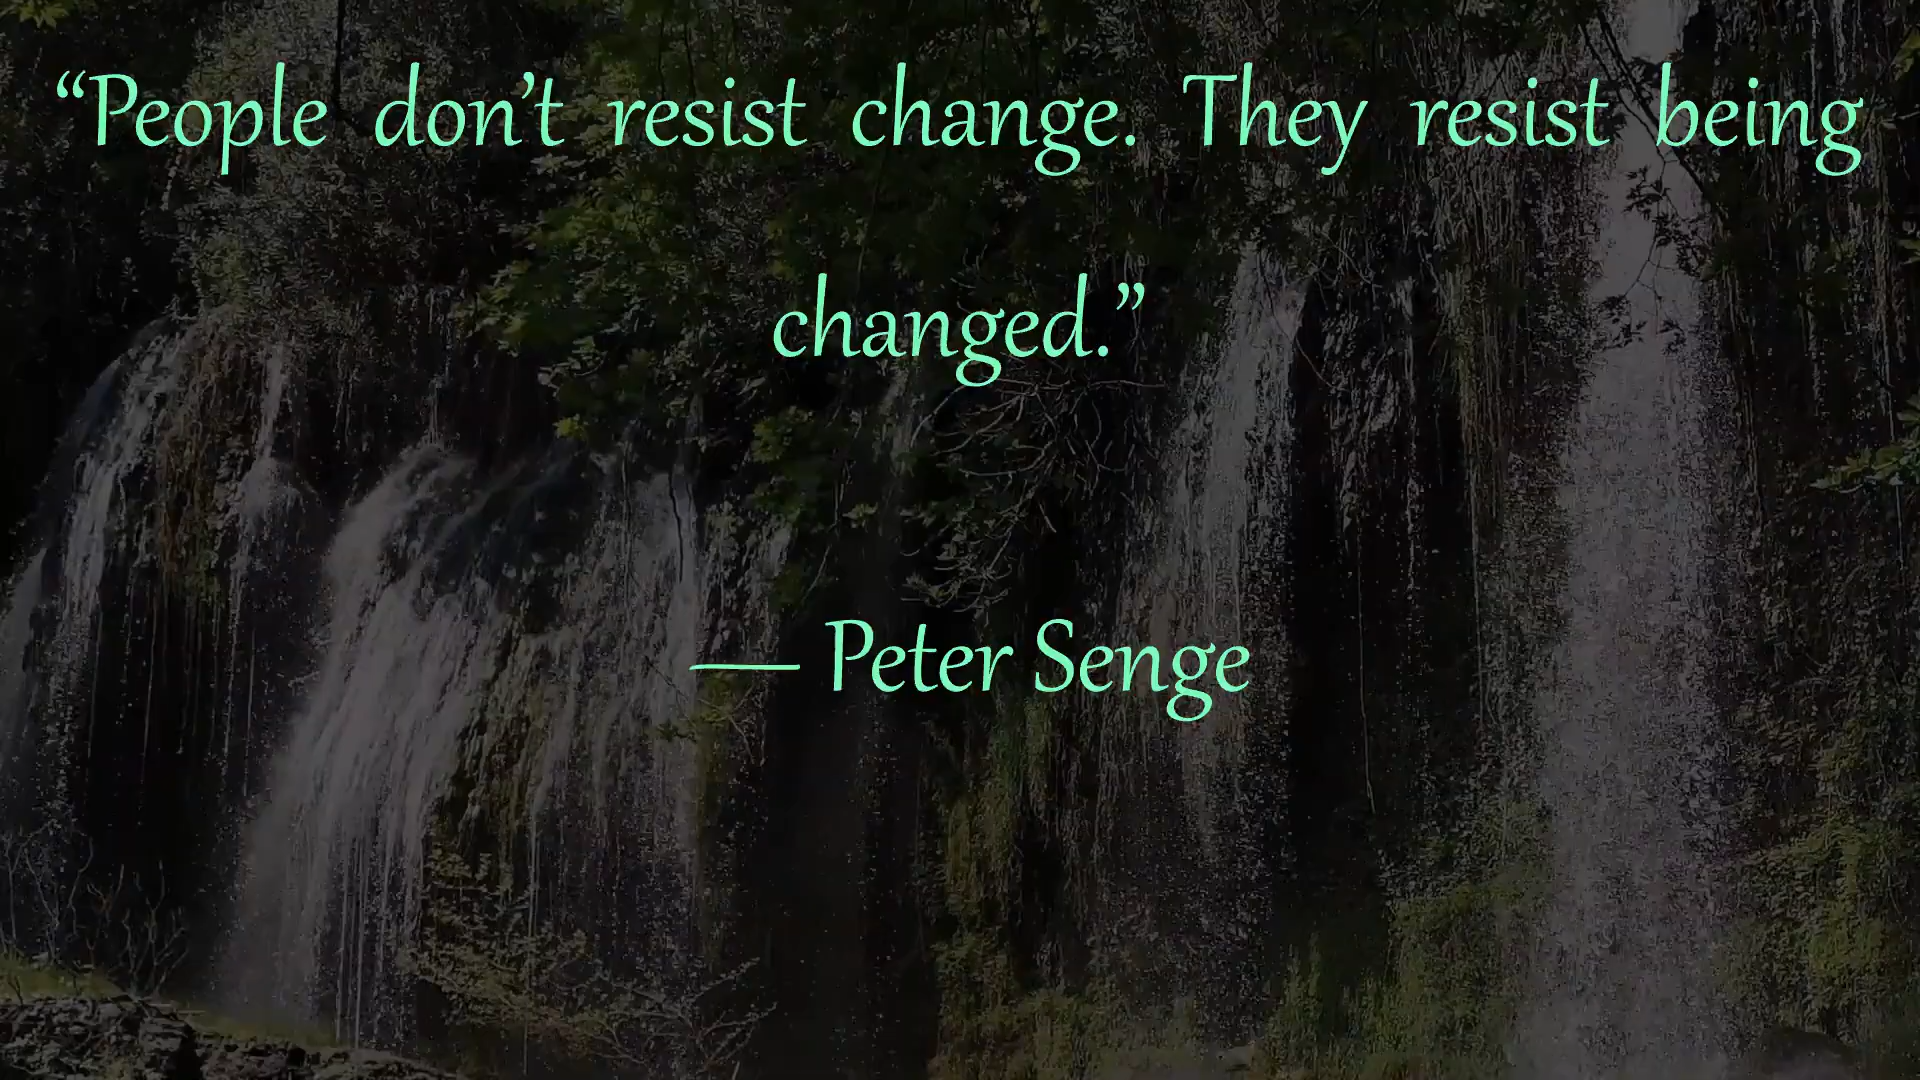 “People don’t resist change. They resist being
changed.”
— Peter Senge